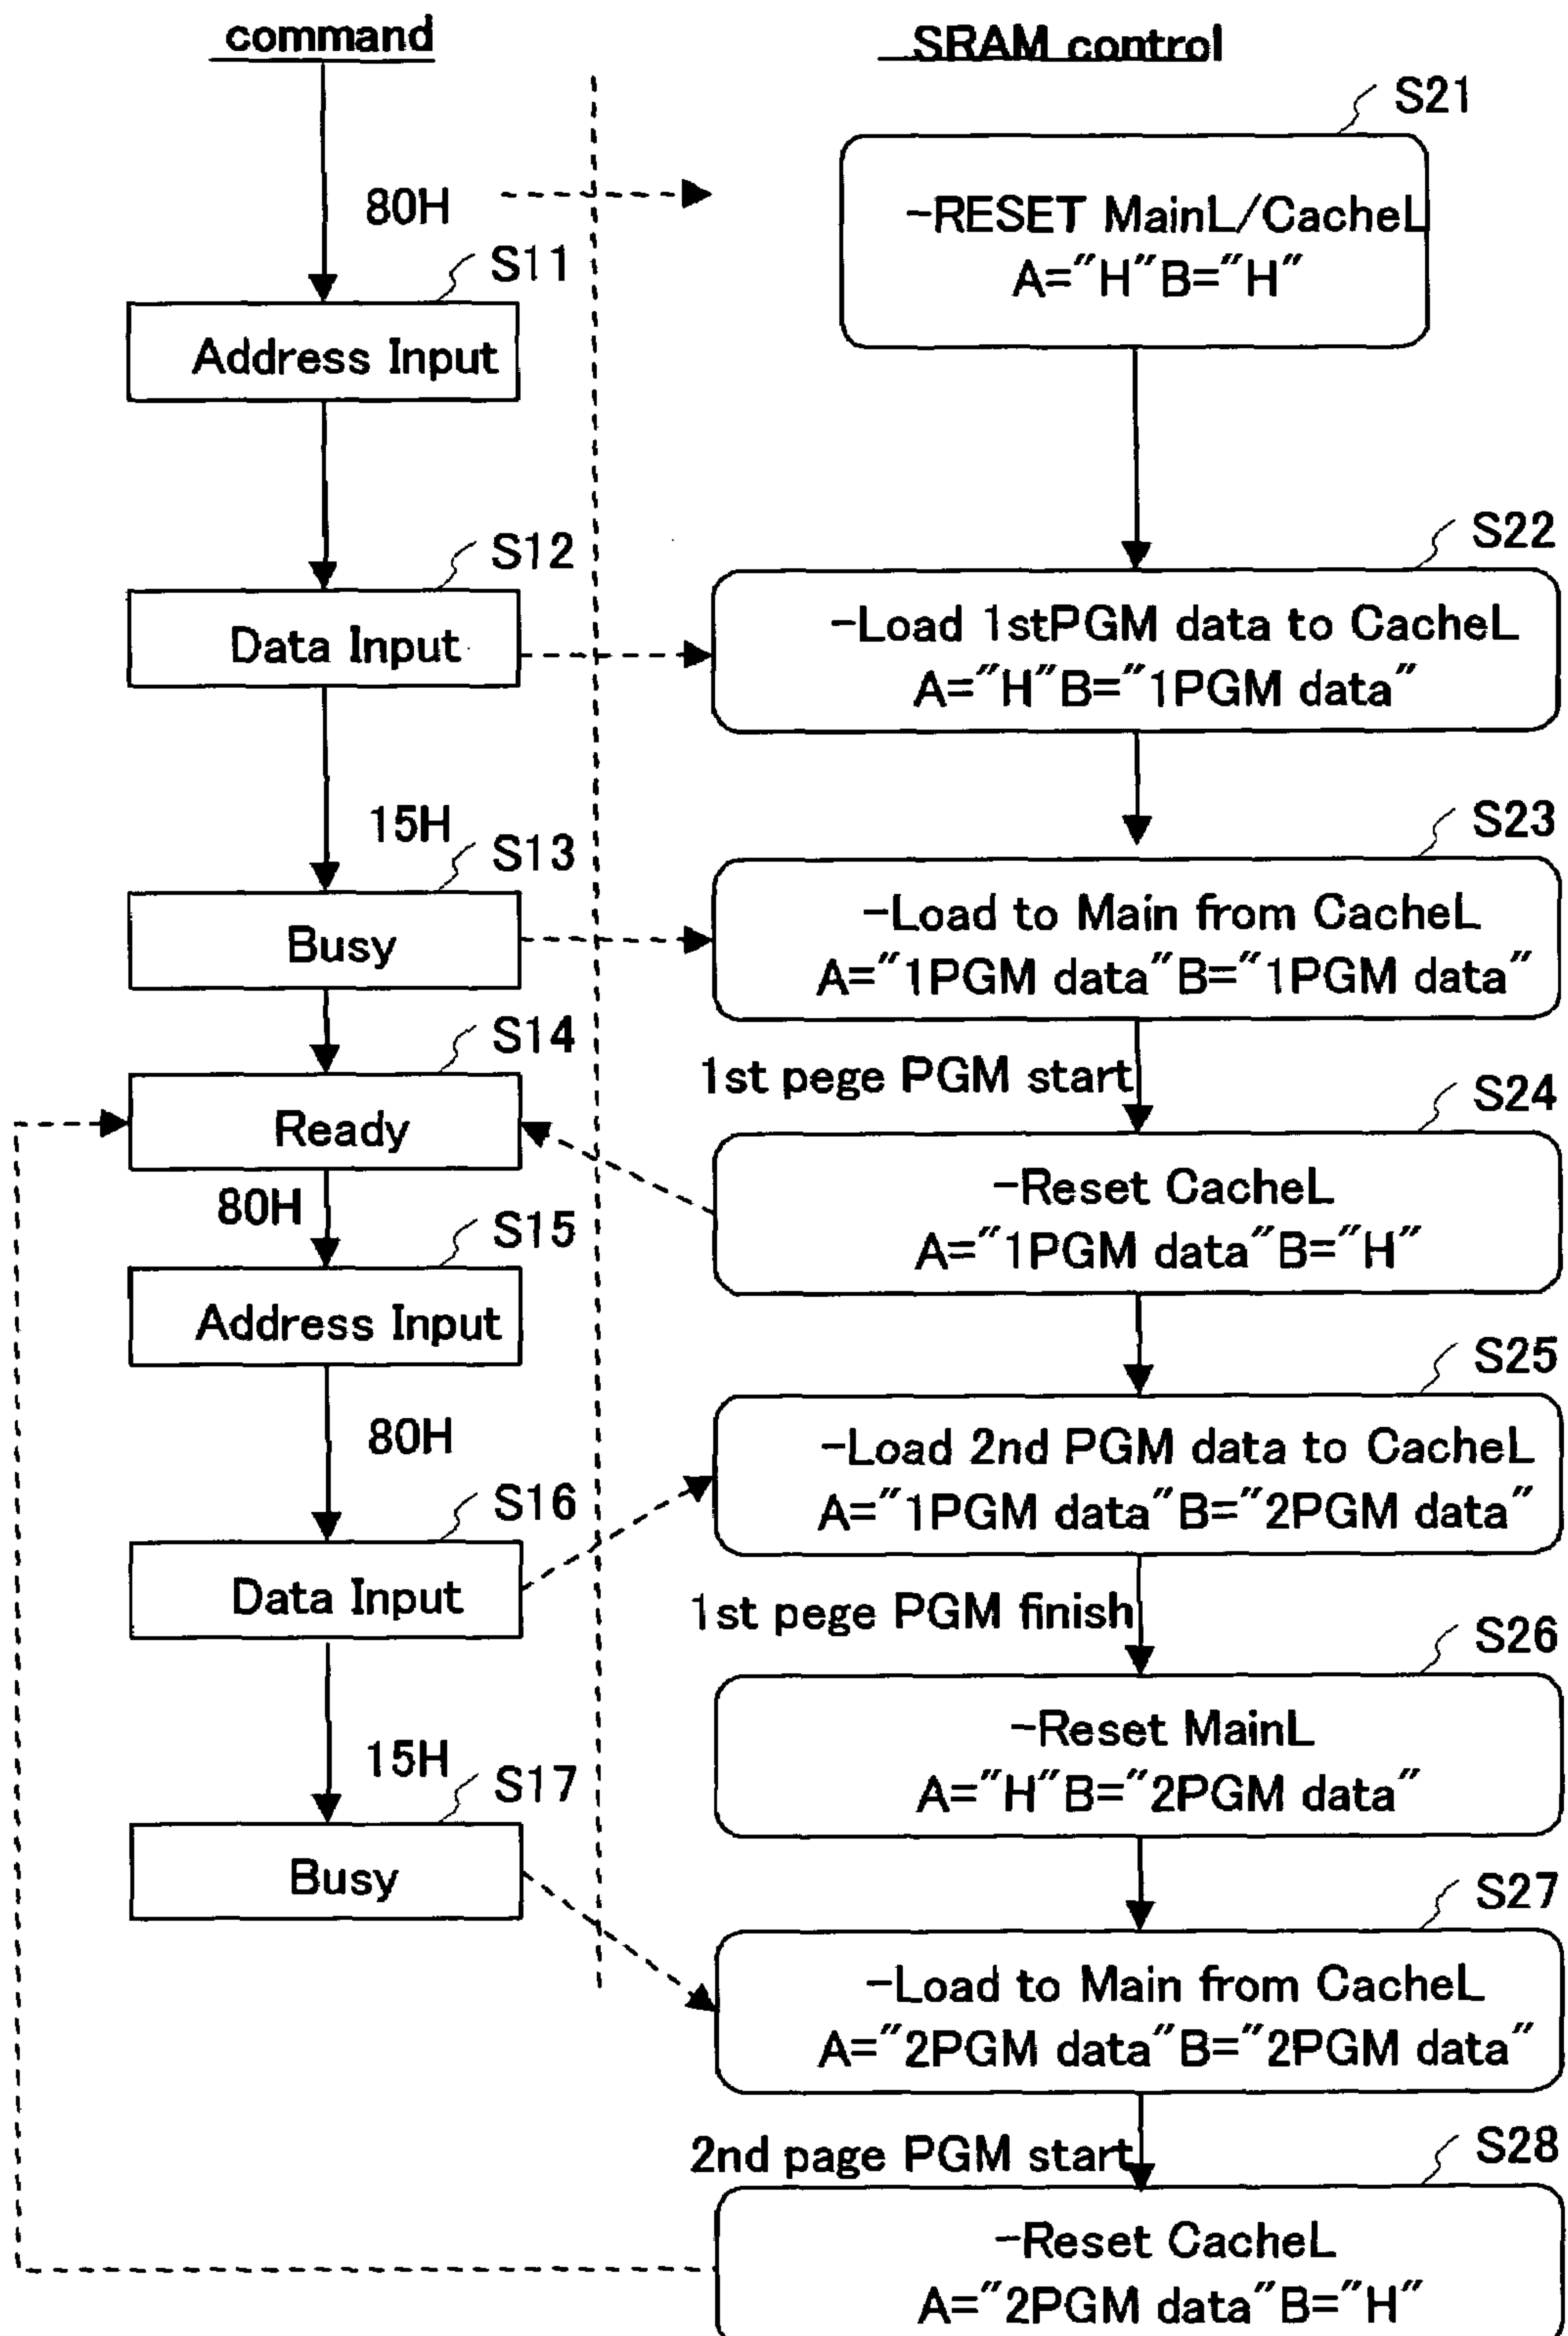 command
80H
S11
Address Input
S12
Data Input
15H
S13
Busy
S14
Ready
80H
S15
Address Input
80H
S16
Data Input
15H
S17
Busy
SRAM control
S21
-RESET MainL/CacheL
A="H"B="H"
S22
-Load 1stPGM data to CacheL
A="H"B="1PGM data"
S23
-Load to Main from CacheL
A="1PGM data"B="1PGM data"
1st pege PGM start
S24
-Reset CacheL
A="1PGM data"B="H"
S25
-Load 2nd PGM data to CacheL
A="1PGM data"B="2PGM data"
1st pege PGM finish
S26
-Reset MainL
A="H"B="2PGM data"
S27
-Load to Main from CacheL
A="2PGM data"B="2PGM data"
2nd page PGM start
S28
-Reset CacheL
A="2PGM data"B="H"